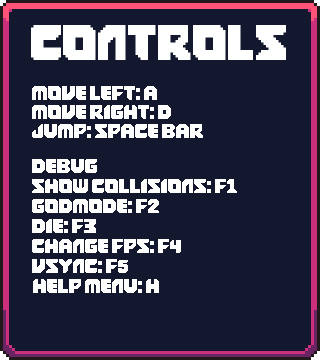 CONTROLS
MOVE LEFT: A
MOVE RIGHT: D
JUMP: SPACE BAR
DEBUG
SHOW COLLISIONS: F1
GODMODE: F2
DIE: F3
CHANGE FPS: F4
VSYNC: F5
HELP MENU: H